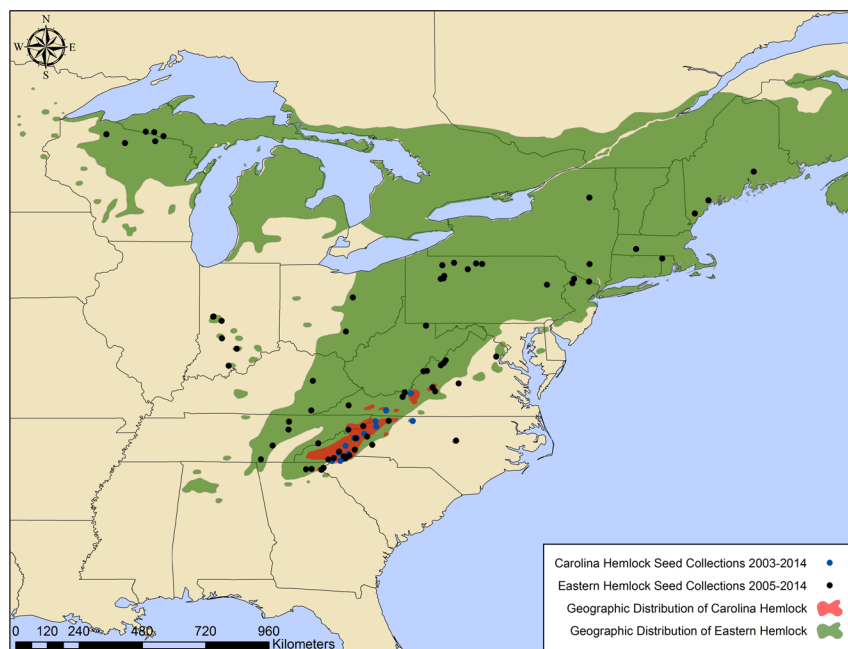 N
W E
S
Carolina Hemlock Seed Collections 2003-2014
Eastern Hemlock Seed Collections 2005-2014
Geographic Distribution of Carolina Hemlock
Geographic Distribution of Eastern Hemlock
0 120 240 480 720 960
Kilometers